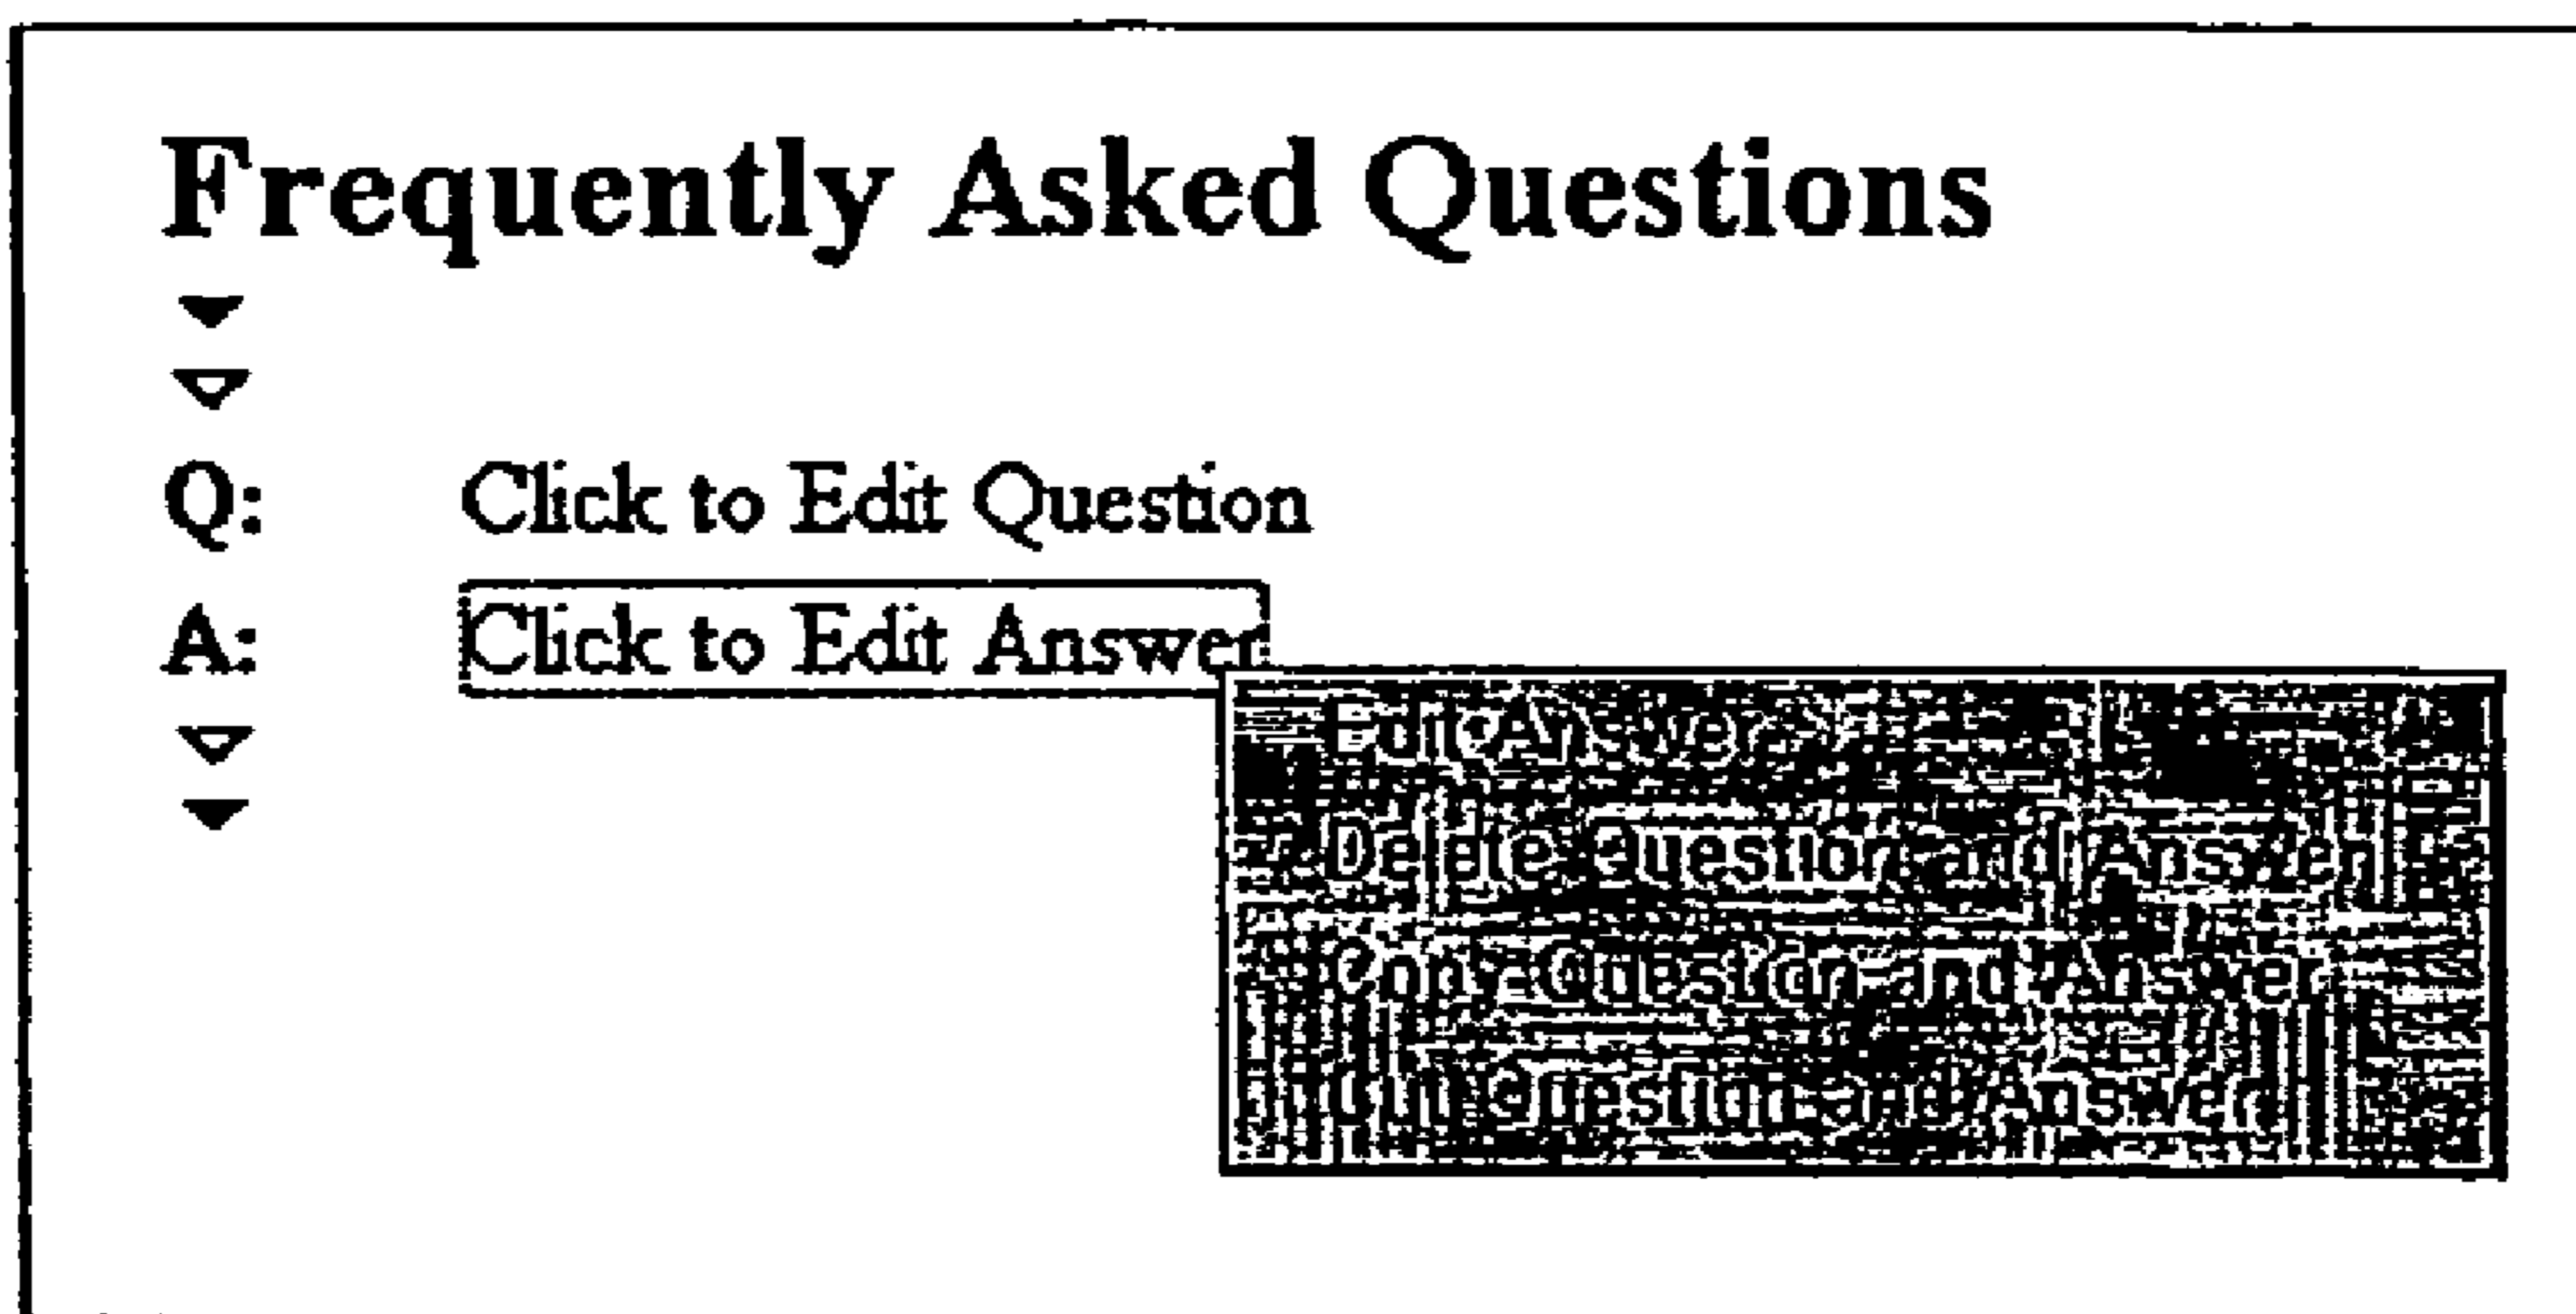 Frequently Asked Questions
Q: Click to Edit Question
A: Click to Edit Answer
Edit Answer
Delete Question and Answer
Copy Question and Answer
Cut Question and Answer